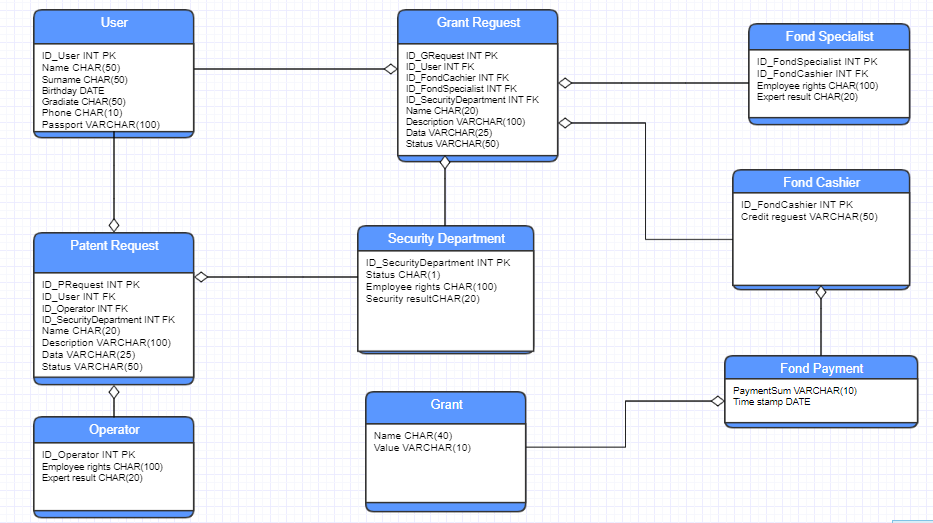 User
ID_User INT PK
Name CHAR(50)
Surname CHAR(50)
Birthday DATE
Gradiate CHAR(50)
Phone CHAR(10)
Passport VARCHAR(100)
Grant Reguest
ID_GRequest INT PK
ID_User INT FK
ID_FondCachier INT FK
ID_FondSpecialist INT FK
ID_SecurityDepartment INT FK
Name CHAR(20)
Description VARCHAR(100)
Data VARCHAR(25)
Status VARCHAR(50)
Fond Specialist
ID_FondSpecialist INT PK
ID_FondCashier INT FK
Employee rights CHAR(100)
Expert result CHAR(20)
Fond Cashier
ID_FondCashier INT PK
Credit reguest VARCHAR(50)
Patent Request
ID_PRequest INT PK
ID_User INT FK
ID_Operator INT FK
ID_SecurityDepartment INT FK
Name CHAR(20)
Description VARCHAR(100)
Data VARCHAR(25)
Status VARCHAR(50)
Security Department
ID_SecurityDepartment INT PK
Status CHAR(1)
Employee rights CHAR(100)
Security resultCHAR(20)
Fond Payment
PaymentSum VARCHAR(10)
Time stamp DATE
Grant
Name CHAR(40)
Value VARCHAR(10)
Operator
ID_Operator INT PK
Employee rights CHAR(100)
Expert result CHAR(20)